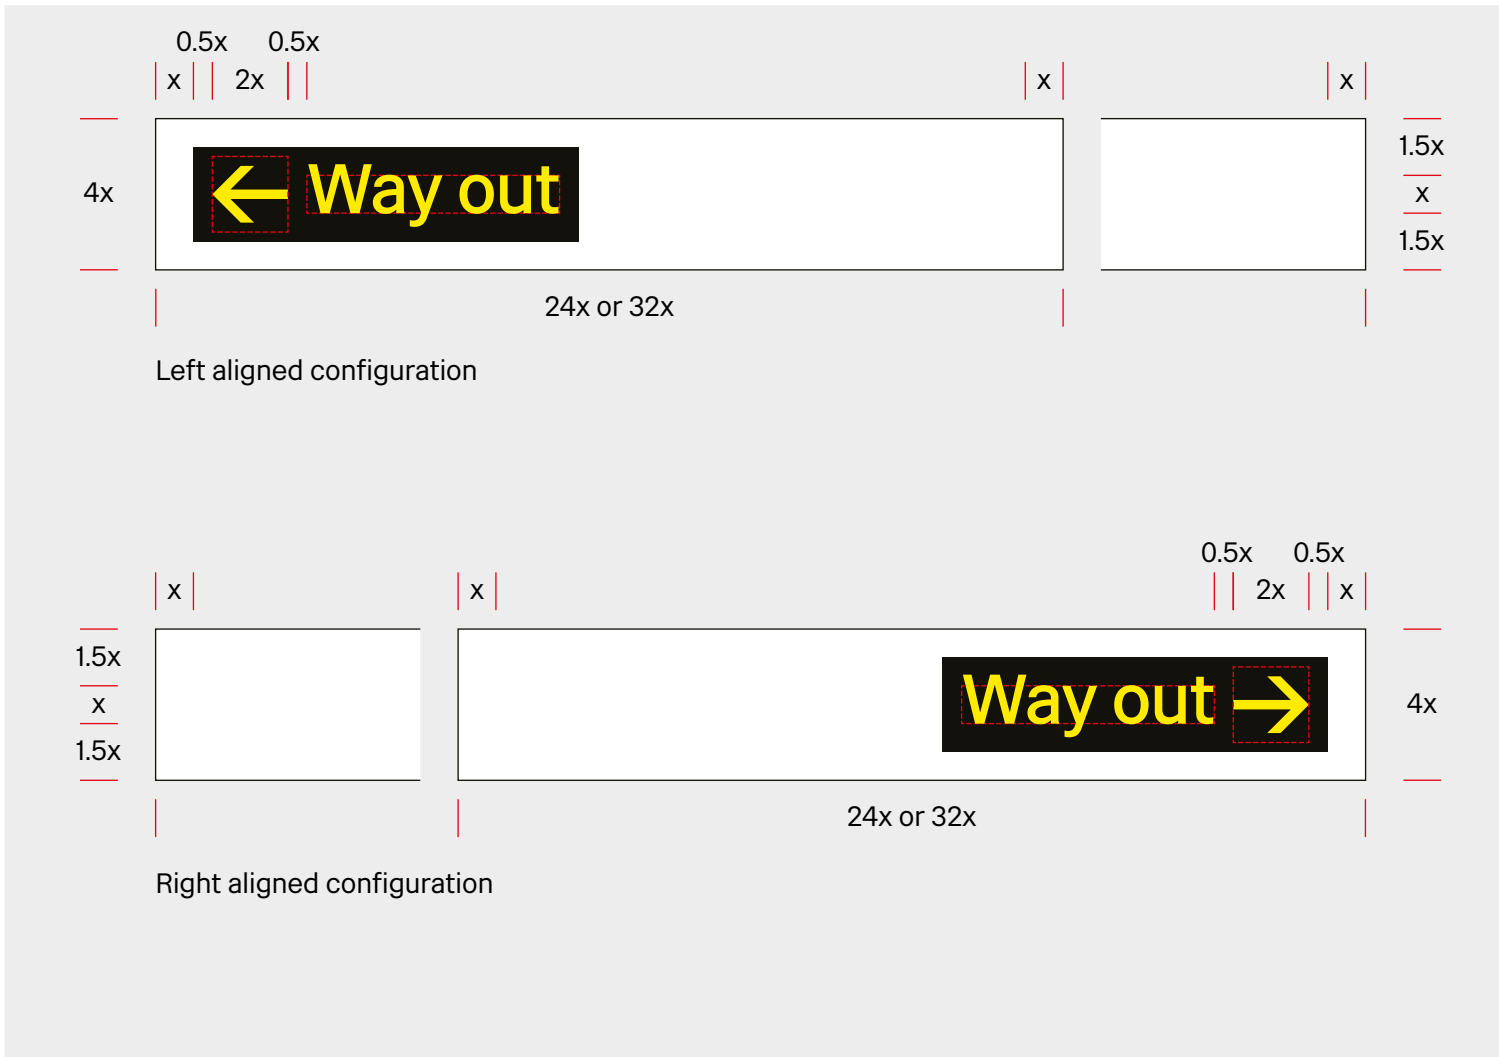 0.5x 0.5x
x 2x x x
4x
Way out
1.5x
x
1.5x
24x or 32x
Left aligned configuration
0.5x 0.5x
x x 2x x
1.5x
x
1.5x
Way out
4x
24x or 32x
Right aligned configuration